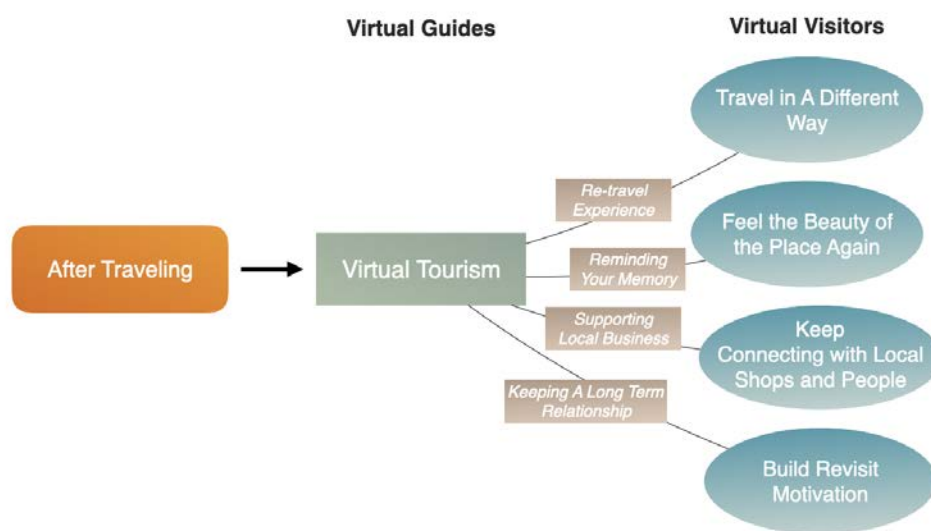 Virtual Guides
Virtual Visitors
Travel in A Different
Way
Re-travel
Experience
Feel the Beauty of
the Place Again
After Traveling
Virtual Tourism
Reminding
Your Memory
Supporting
Local Business
Keep
Connecting with Local
Shops and People
Keeping A Long Term
Relationship
Build Revisit
Motivation